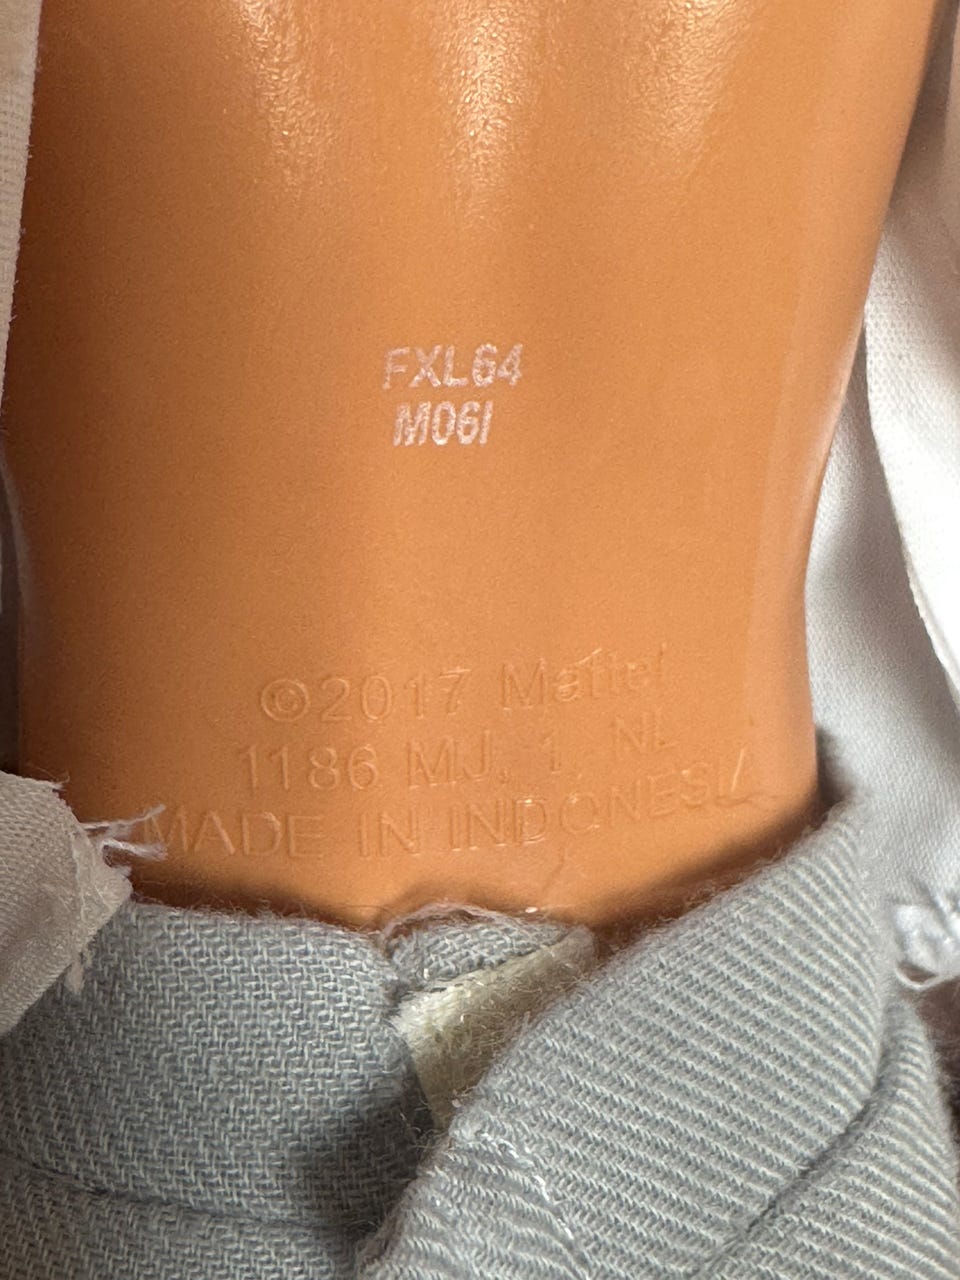 FXL64
M06I
©2017 Mattel
1186 MJ, 1, NL
MADE IN INDONESIA